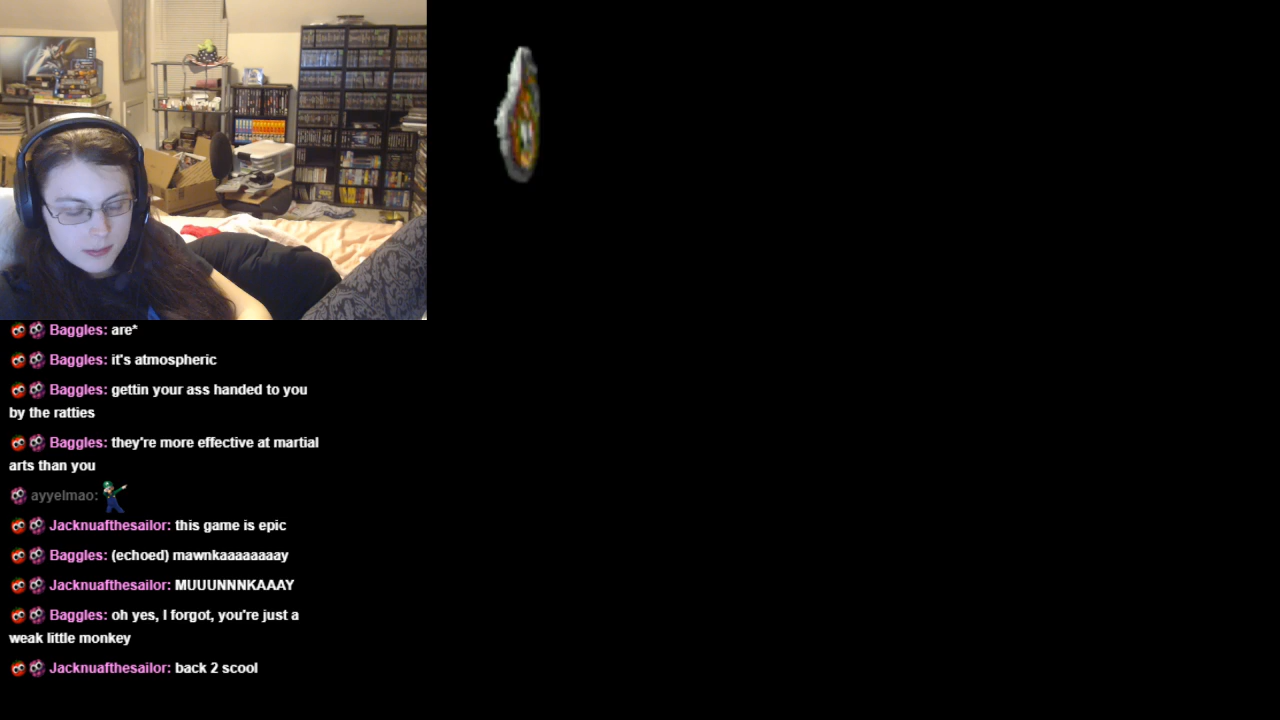 Baggles: are*
Baggles: it's atmospheric
Baggles: gettin your ass handed to you
by the ratties
Baggles: they're more effective at martial
arts than you
ayyelmao:
Jacknuafthesailor: this game is epic
Baggles: (echoed) mawnkaaaaaaaay
Jacknuafthesailor: MUUUNNNKAAAY
Baggles: oh yes, I forgot, you're just a
weak little monkey
Jacknuafthesailor: back 2 scool